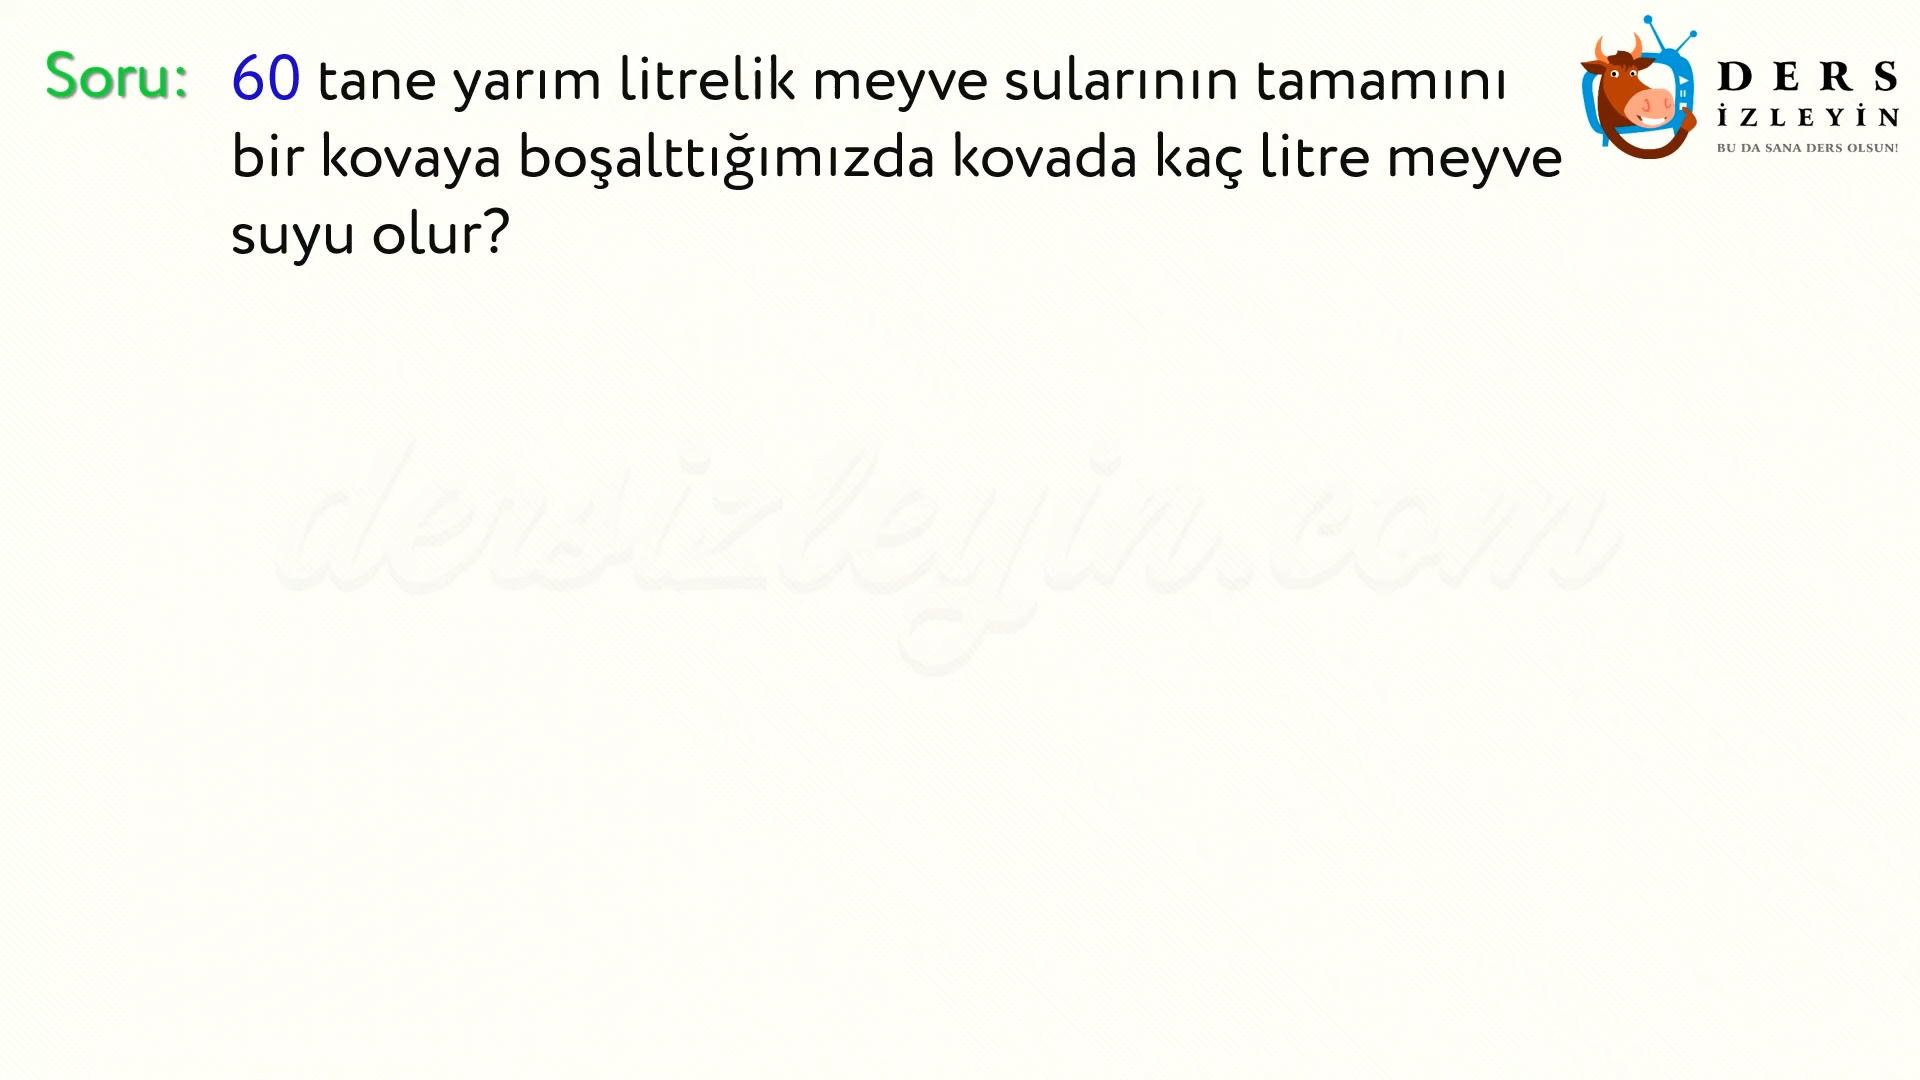 Soru: 60 tane yarım litrelik meyve sularının tamamını
bir kovaya boşalttığımızda kovada kaç litre meyve
suyu olur?
DERS
İZLEYİN
BU DA SANA DERS OLSUN!
dersizleyin.com